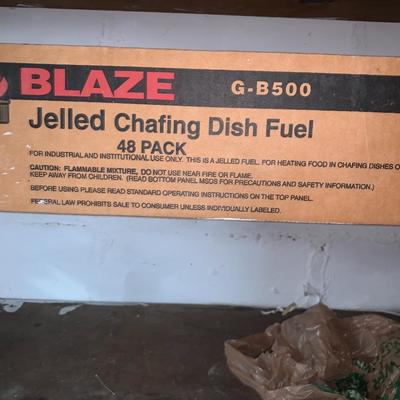 BLAZE G-B500
Jelled Chafing Dish Fuel
48 PACK
FOR INDUSTRIAL AND INSTITUTIONAL USE ONLY. THIS IS A JELLED FUEL. FOR HEATING FOOD IN CHAFING DISHES
CAUTION: FLAMMABLE MIXTURE, DO NOT USE NEAR FIRE OR FLAME.
KEEP AWAY FROM CHILDREN. (READ BOTTOM PANEL MSDS FOR PRECAUTIONS AND SAFETY INFORMATION.)
BEFORE USING PLEASE READ STANDARD OPERATING INSTRUCTIONS ON THE TOP PANEL.
FEDERAL LAW PROHIBITS SALE TO CONSUMER UNLESS INDIVIDUALLY LABELED.